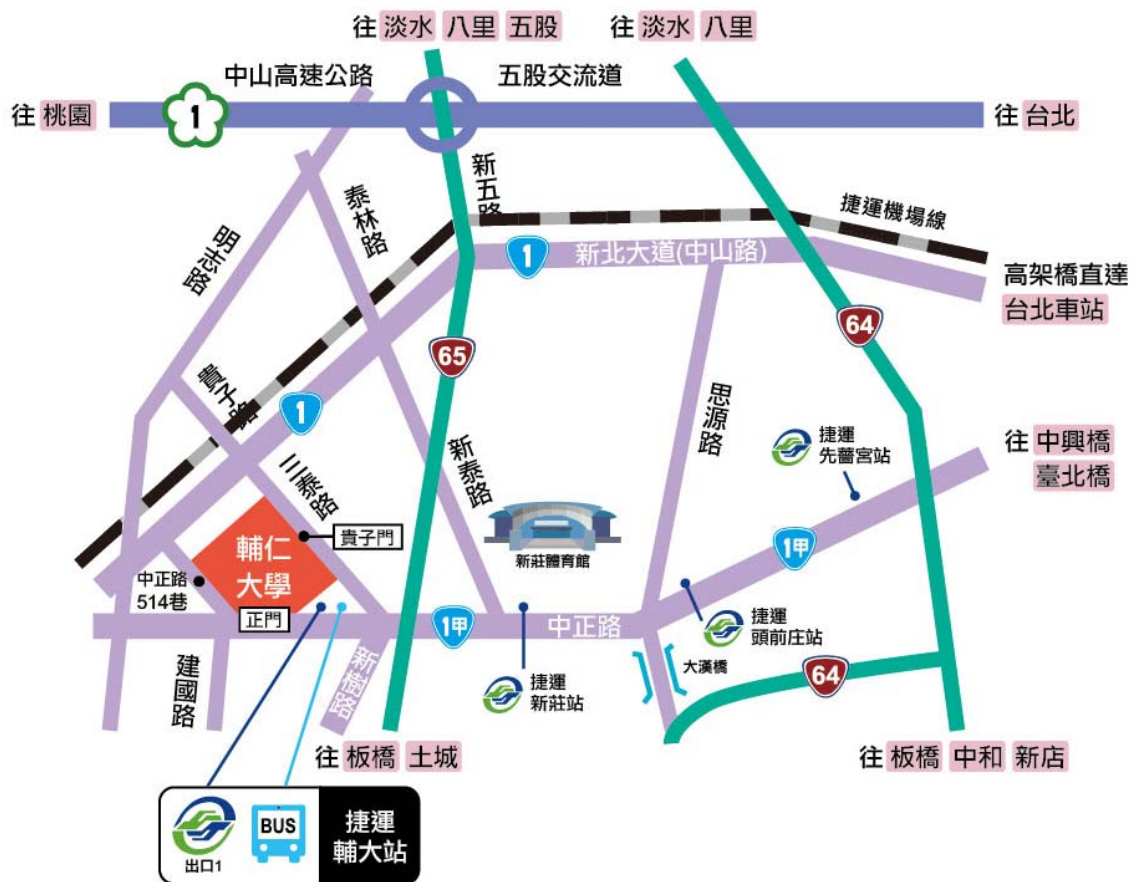 往 淡水 八里 五股
往 淡水 八里
中山高速公路
五股交流道
往 桃園
1
往 台北
新五路
泰林路
明志路
捷運機場線
1
新北大道(中山路)
高架橋直達
台北車站
65
64
貴子路
1
思源路
捷運
先嗇宮站
往 中興橋
臺北橋
新泰路
三泰路
新莊體育館
1甲
輔仁
大學
貴子門
中正路
514巷
正門
1甲
中正路
捷運
頭前庄站
大漢橋
建國路
新樹路
捷運
新莊站
64
往 板橋 土城
往 板橋 中和 新店
出口1
BUS
捷運
輔大站